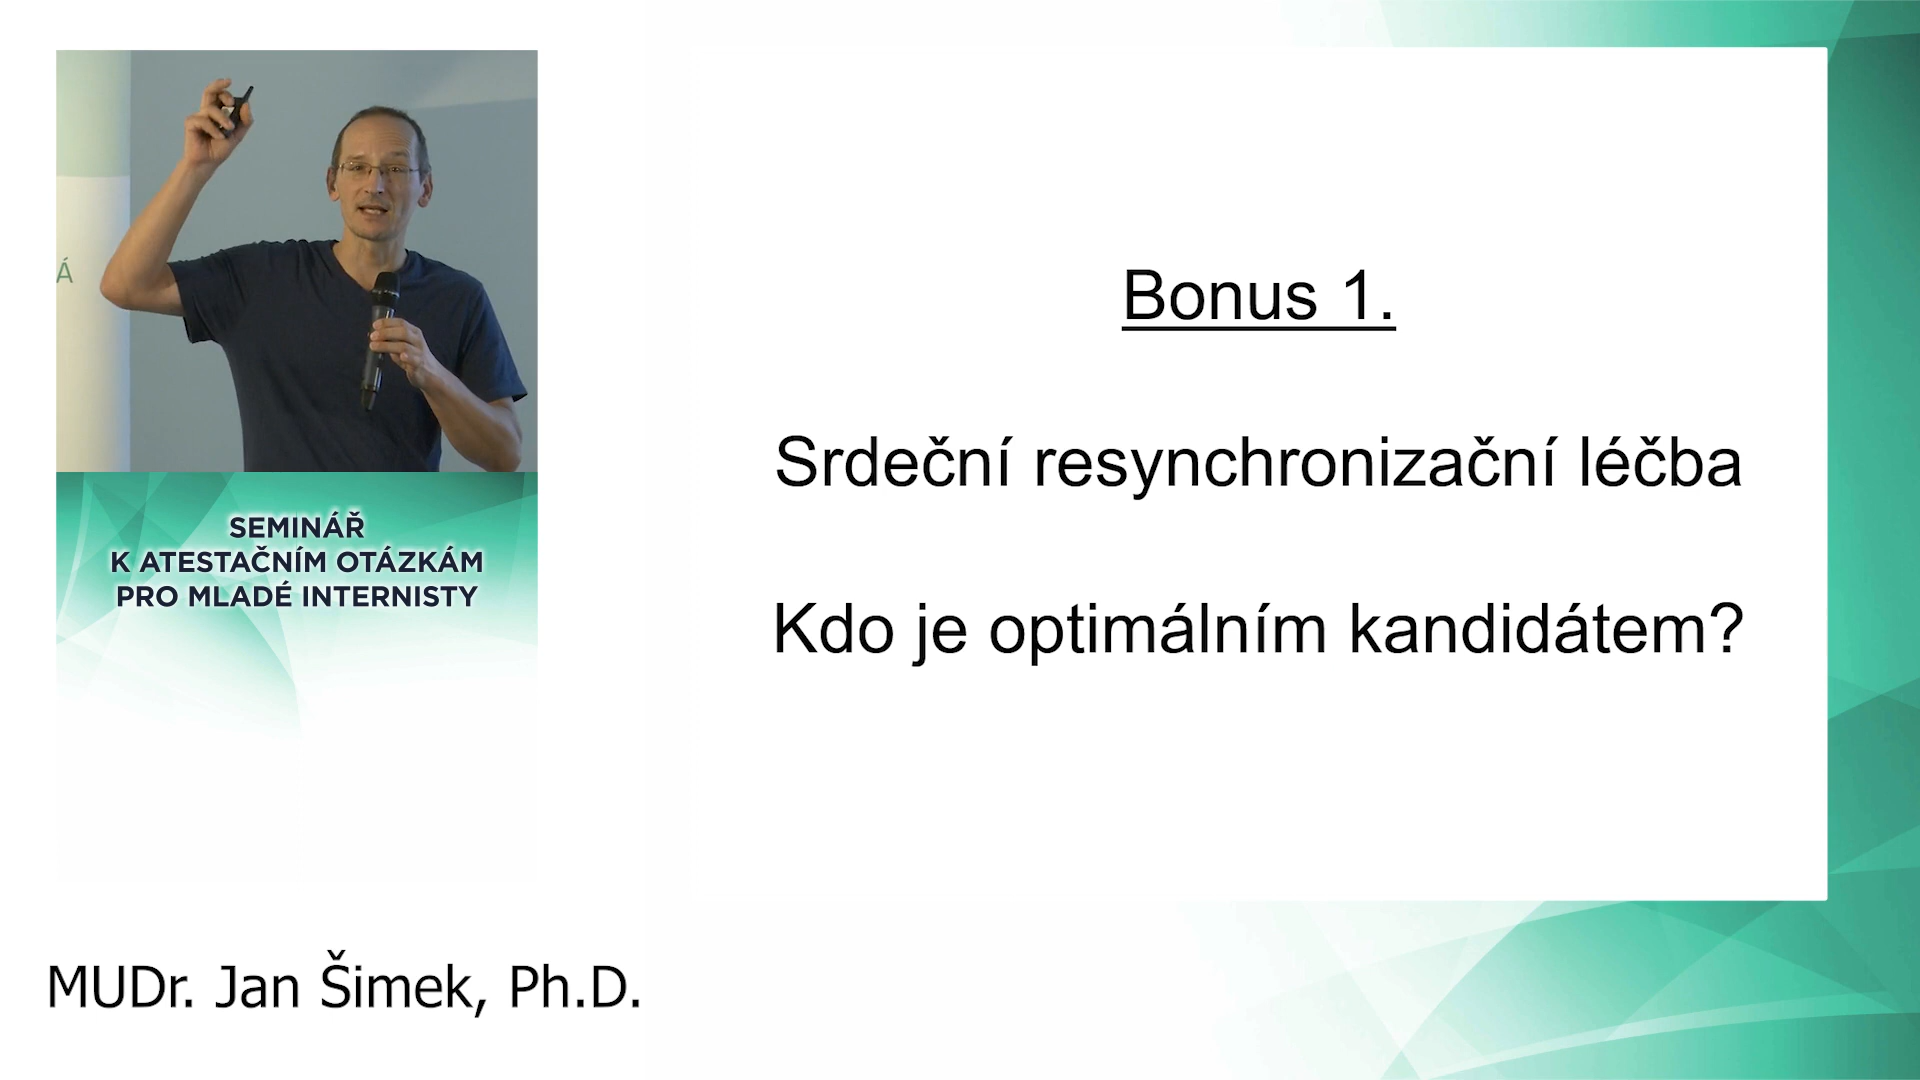 Á
SEMINÁŘ
K ATESTAČNÍM OTÁZKÁM
PRO MLADÉ INTERNISTY
MUDr. Jan Šimek, Ph.D.
Bonus 1.
Srdeční resynchronizační léčba
Kdo je optimálním kandidátem?